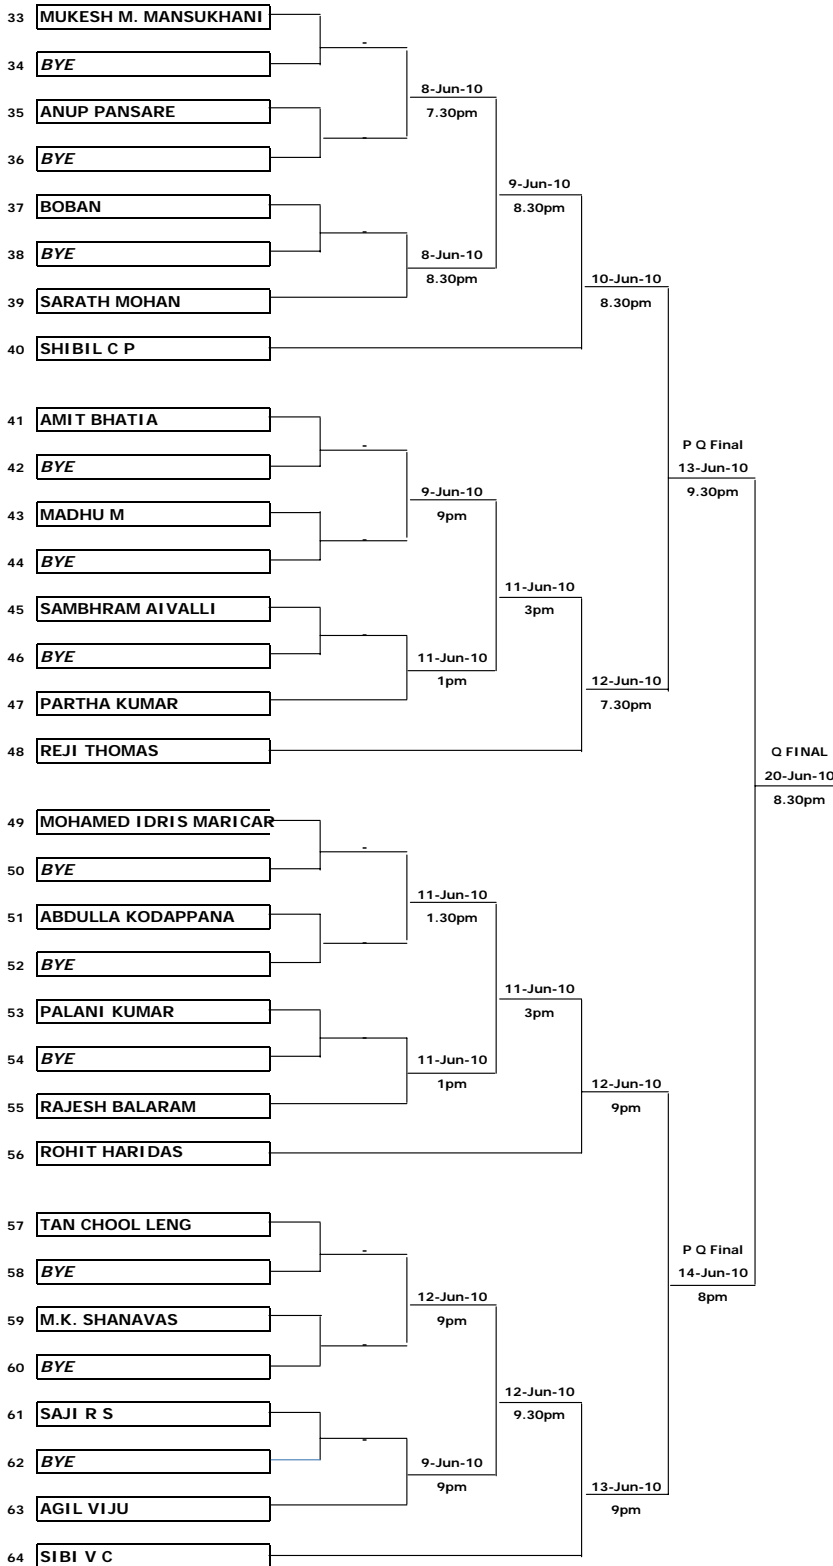 33 MUKESH M. MANSUKHANI
-
34 BYE
8-Jun-10
35 ANUP PANSARE
7.30pm
-
36 BYE
9-Jun-10
37 BOBAN
8.30pm
-
38 BYE
8-Jun-10
8.30pm
10-Jun-10
39 SARATH MOHAN
8.30pm
40 SHIBIL C P
41 AMIT BHATIA
-
P Q Final
42 BYE
13-Jun-10
9-Jun-10
9.30pm
43 MADHU M
9pm
-
44 BYE
11-Jun-10
45 SAMBHRAM AIVALLI
3pm
-
46 BYE
11-Jun-10
1pm
12-Jun-10
47 PARTHA KUMAR
7.30pm
48 REJI THOMAS
Q FINAL
20-Jun-10
8.30pm
49 MOHAMED IDRIS MARICAR
-
50 BYE
11-Jun-10
51 ABDULLA KODAPPANA
1.30pm
-
52 BYE
11-Jun-10
53 PALANI KUMAR
3pm
-
54 BYE
11-Jun-10
1pm
12-Jun-10
55 RAJESH BALARAM
9pm
56 ROHIT HARIDAS
57 TAN CHOOL LENG
-
P Q Final
58 BYE
14-Jun-10
12-Jun-10
8pm
59 M.K. SHANAVAS
9pm
-
60 BYE
12-Jun-10
61 SAJI R S
9.30pm
-
62 BYE
9-Jun-10
9pm
13-Jun-10
63 AGIL VIJU
9pm
64 SIBI V C